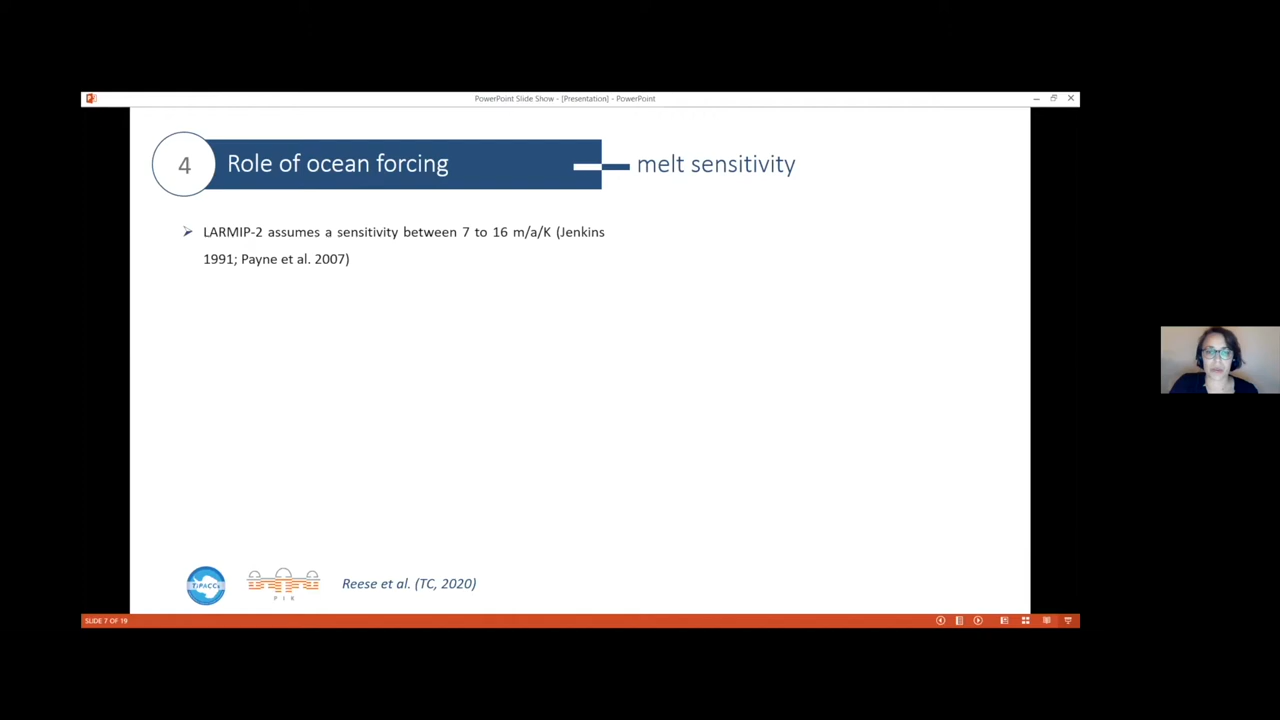 PowerPoint Slide Show - [Presentation] - PowerPoint
4
Role of ocean forcing
melt sensitivity
LARMIP-2 assumes a sensitivity between 7 to 16 m/a/K (Jenkins
1991; Payne et al. 2007)
TiPACCs
P I K
Reese et al. (TC, 2020)
SLIDE 7 OF 19